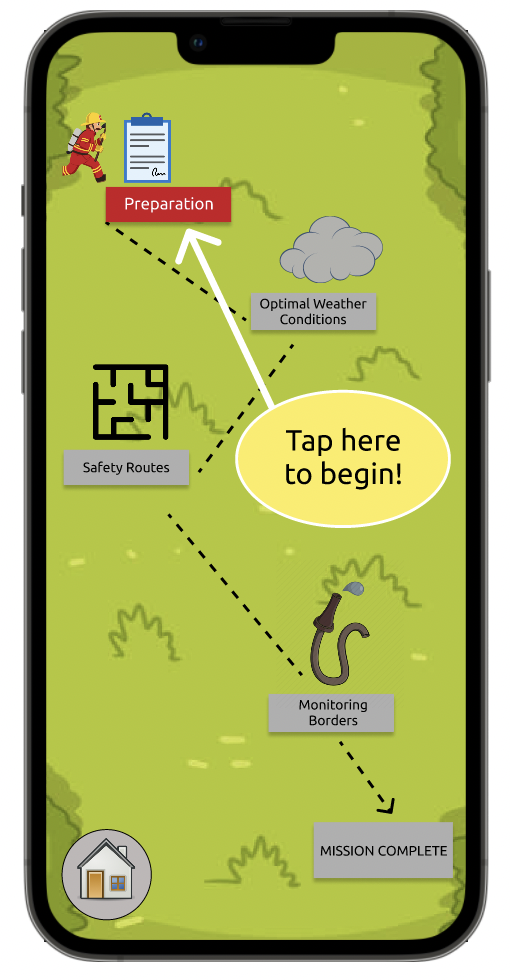 Preparation
Optimal Weather
Conditions
Safety Routes
Tap here
to begin!
Monitoring
Borders
MISSION COMPLETE